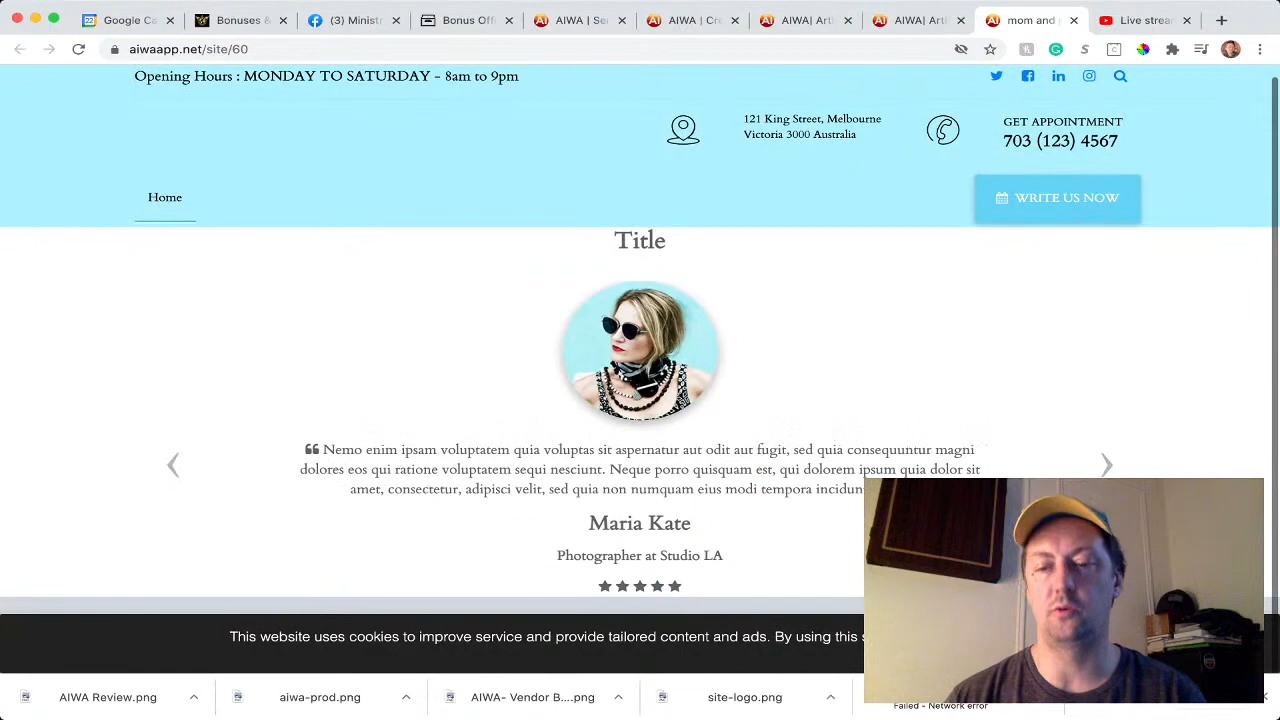 Google Ca
Bonuses &
(3) Minist
Bonus Off
AIWA | Se
AIWA | Cr
AIWA| Arti
AIWA| Arti
mom and
Live strea
aiwaapp.net/site/60
Opening Hours : MONDAY TO SATURDAY - 8am to 9pm
121 King Street, Melbourne
Victoria 3000 Australia
GET APPOINTMENT
703 (123) 4567
Home
WRITE US NOW
Title
Nemo enim ipsam voluptatem quia voluptas sit aspernatur aut odit aut fugit, sed quia consequuntur magni
dolores eos qui ratione voluptatem sequi nesciunt. Neque porro quisquam est, qui dolorem ipsum quia dolor sit
amet, consectetur, adipisci velit, sed quia non numquam eius modi tempora incidun
Maria Kate
Photographer at Studio LA
This website uses cookies to improve service and provide tailored content and ads. By using this s
AIWA Review.png
aiwa-prod.png
AIWA- Vendor B....png
site-logo.png
Failed - Network error